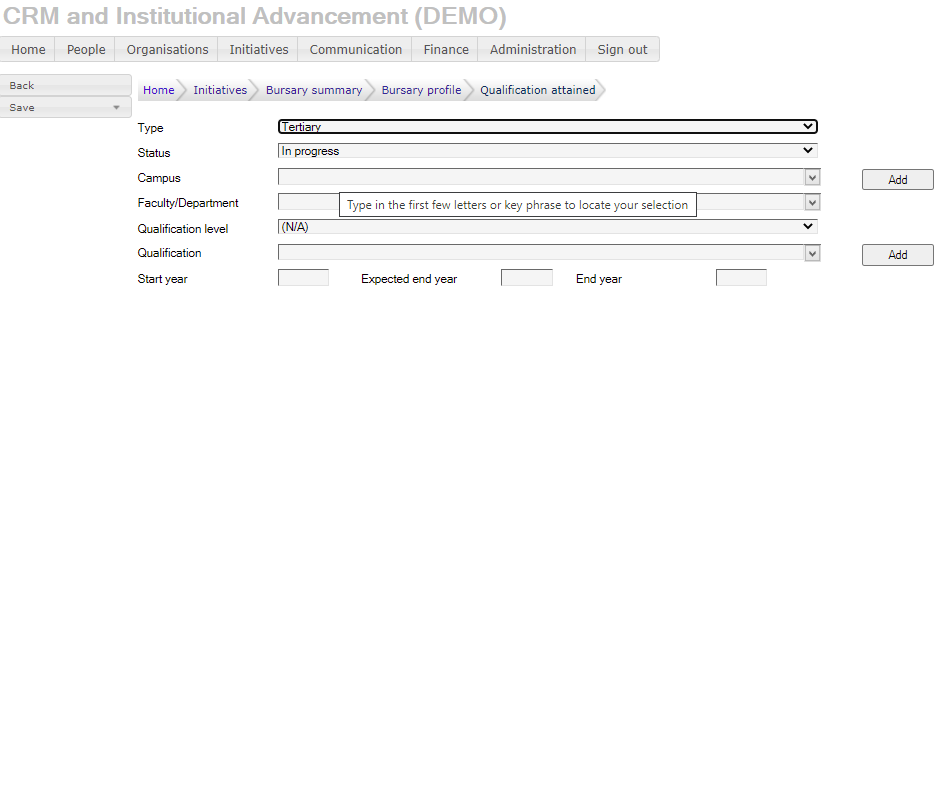 CRM and Institutional Advancement (DEMO)
Home People Organisations Initiatives Communication Finance Administration Sign out
Back
Save
Home Initiatives Bursary summary Bursary profile Qualification attained
Type Tertiary
Status In progress
Campus Add
Faculty/Department
Type in the first few letters or key phrase to locate your selection
Qualification level (N/A)
Qualification Add
Start year Expected end year End year